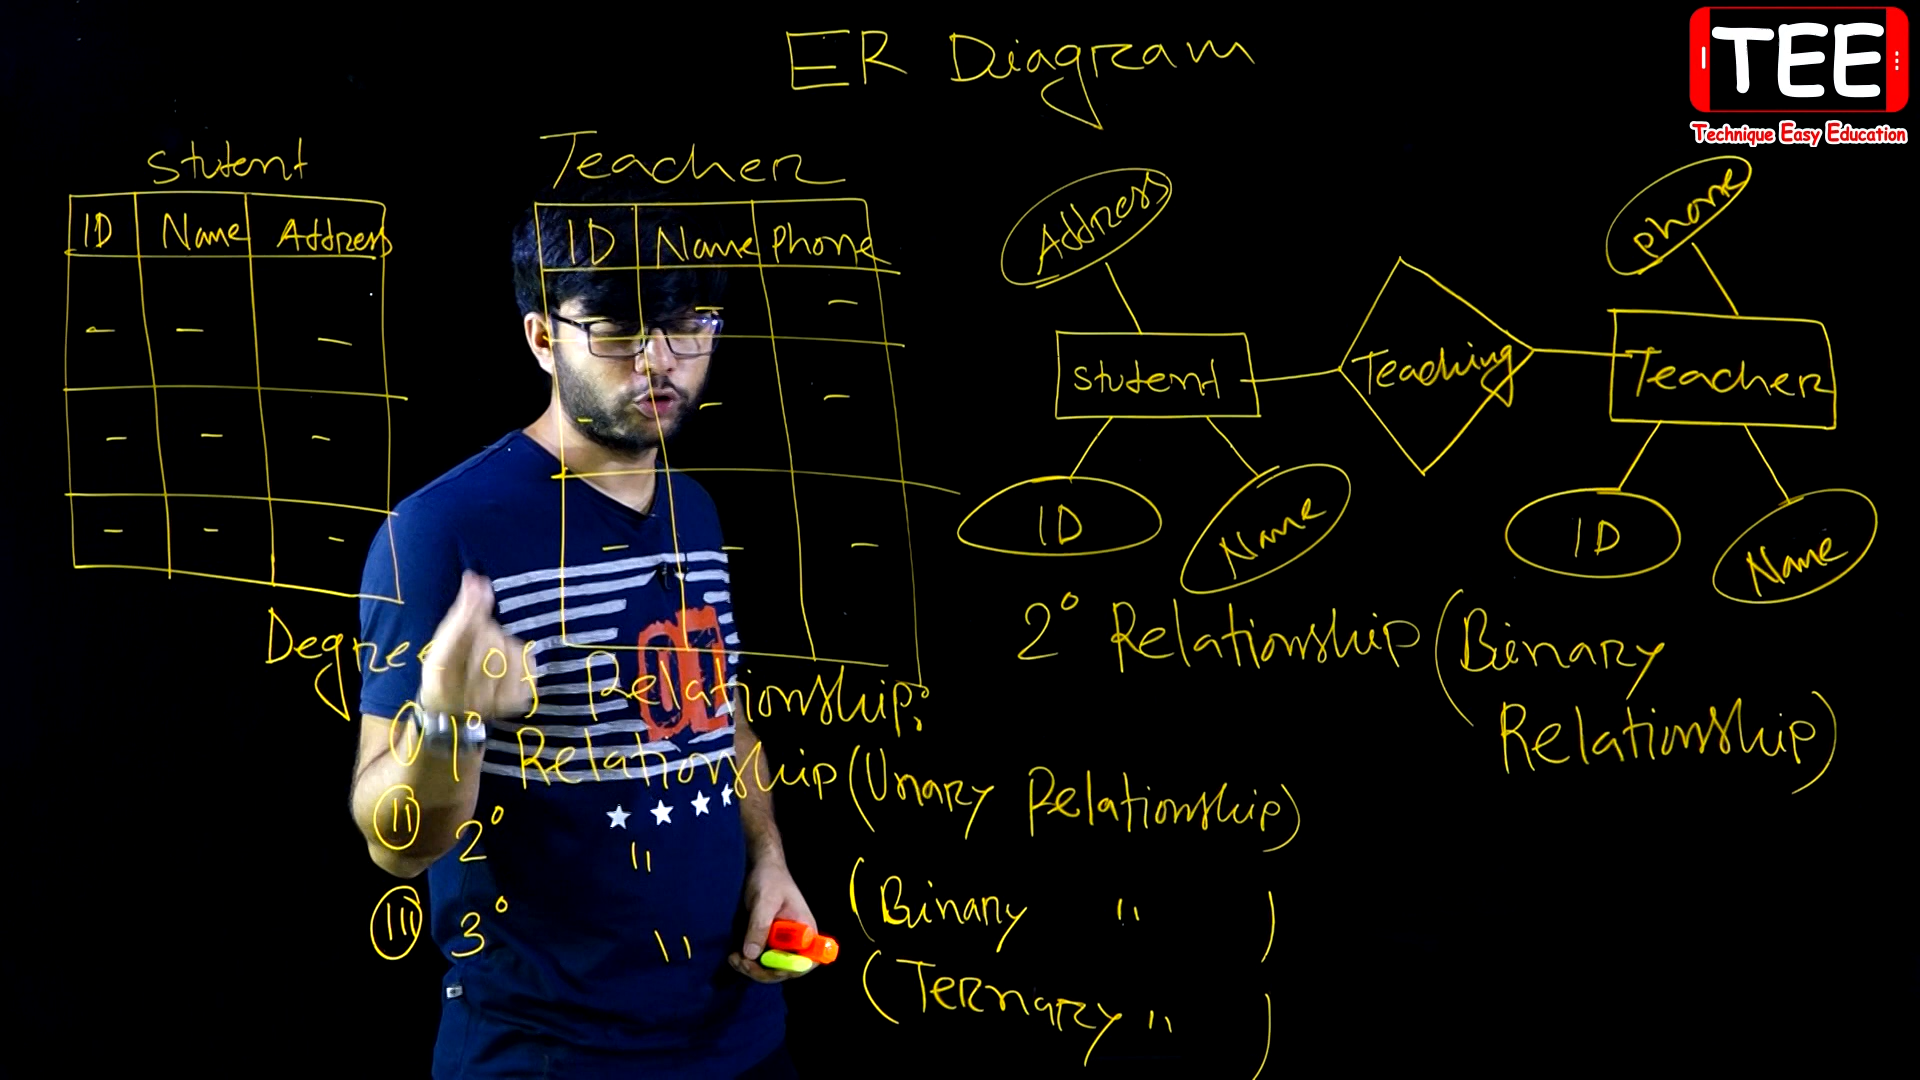 ER Diagram
TEE
Technique Easy Education
Student
ID Name Address
Teacher
ID Name Phone
Address
Student
ID
Name
Teaching
Phone
Teacher
ID
Name
2° Relationship (Binary
Relationship)
Degree of Relationship:
I 1° Relationship (Unary Relationship)
II 2° " (Binary " )
III 3° " (Ternary " )